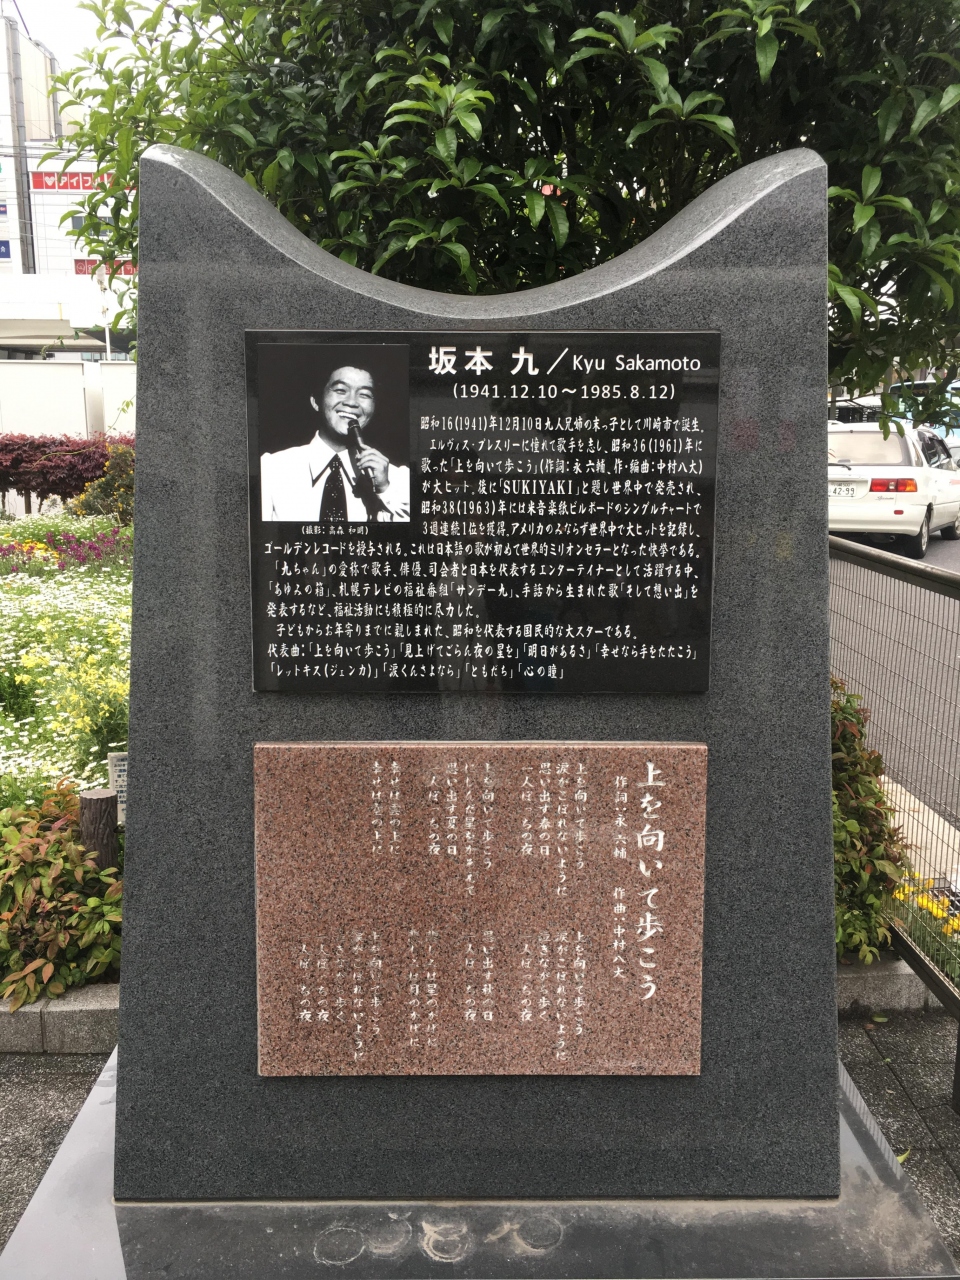 アイフル
坂本 九／Kyu Sakamoto
(1941.12.10～1985.8.12)
昭和16(1941)年12月10日九人兄姉の末っ子として川崎市で誕生。
エルヴィス・プレスリーに憧れて歌手を志し、昭和36(1961)年に
歌った「上を向いて歩こう」(作詞:永六輔、作・編曲:中村八大)
が大ヒット。後に「SUKIYAKI」と題し世界中で発売され、
昭和38(1963)年には米音楽紙ビルボードのシングルチャートで
3週連続1位を獲得。アメリカのみならず世界中で大ヒットを記録し、
(撮影:高森 和明)
ゴールデンレコードを授与される。これは日本語の歌が初めて世界的ミリオンセラーとなった快挙である。
「九ちゃん」の愛称で歌手、俳優、司会者と日本を代表するエンターテイナーとして活躍する中、
「あゆみの箱」、札幌テレビの福祉番組「サンデー九」、手話から生まれた歌「そして想い出」を
発表するなど、福祉活動にも積極的に尽力した。
子どもからお年寄りまでに親しまれた、昭和を代表する国民的な大スターである。
代表曲:「上を向いて歩こう」「見上げてごらん夜の星を」「明日があるさ」「幸せなら手をたたこう」
「レットキス(ジェンカ)」「涙くんさよなら」「ともだち」「心の瞳」
上を向いて歩こう
作詞:永 六輔 作曲:中村八大
上を向いて歩こう
涙がこぼれないように
思い出す春の日
一人ぼっちの夜
上を向いて歩こう
にじんだ星をかぞえて
思い出す夏の日
一人ぼっちの夜
幸せは雲の上に
幸せは空の上に
上を向いて歩こう
涙がこぼれないように
泣きながら歩く
一人ぼっちの夜
思い出す秋の日
一人ぼっちの夜
悲しみは星のかげに
悲しみは月のかげに
上を向いて歩こう
涙がこぼれないように
泣きながら歩く
一人ぼっちの夜
一人ぼっちの夜
42-99